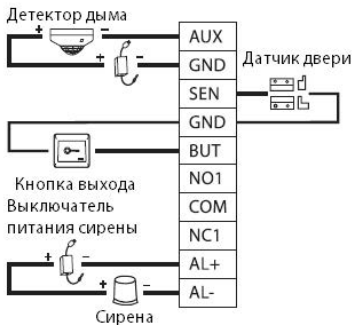 Детектор дыма
+ −
+ −
AUX
GND
SEN
GND
BUT
NO1
COM
NC1
AL+
AL-
Датчик двери
Кнопка выхода
Выключатель
питания сирены
+ −
+ −
Сирена